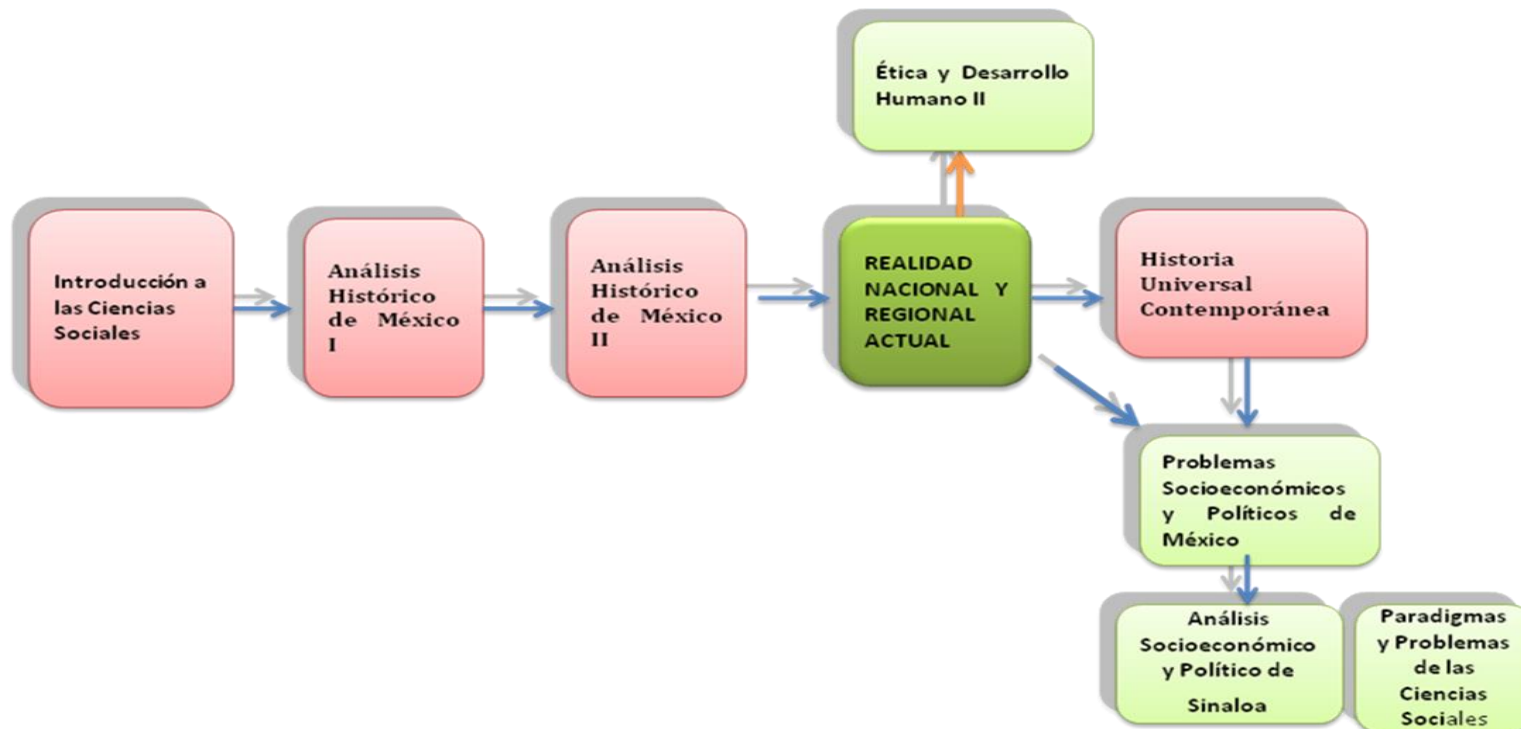 Ética y Desarrollo
Humano II
Introducción a
las Ciencias
Sociales
Análisis
Histórico
de México
I
Análisis
Histórico
de México
II
REALIDAD
NACIONAL Y
REGIONAL
ACTUAL
Historia
Universal
Contemporánea
Problemas
Socioeconómicos
y Políticos de
México
Análisis
Socioeconómico
y Político de
Sinaloa
Paradigmas
y Problemas
de las
Ciencias
Sociales